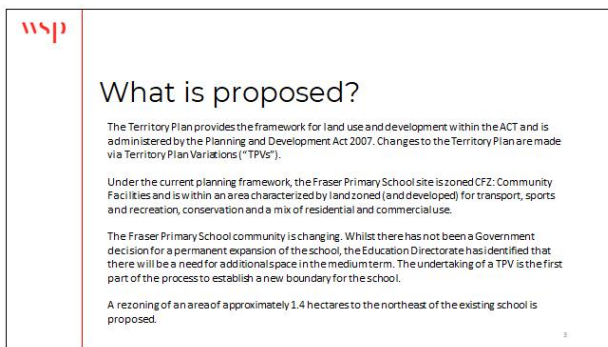 wsp
What is proposed?
The Territory Plan provides the framework for land use and development within the ACT and is
administered by the Planning and Development Act 2007. Changes to the Territory Plan are made
via Territory Plan Variations (“TPVs”).
Under the current planning framework, the Fraser Primary School site is zoned CFZ: Community
Facilities and is within an area characterized by land zoned (and developed) for transport, sports
and recreation, conservation and a mix of residential and commercial use.
The Fraser Primary School community is changing. Whilst there has not been a Government
decision for a permanent expansion of the school, the Education Directorate has identified that
there will be a need for additional space in the medium term. The undertaking of a TPV is the first
part of the process to establish a new boundary for the school.
A rezoning of an area of approximately 1.4 hectares to the northeast of the existing school is
proposed.
3